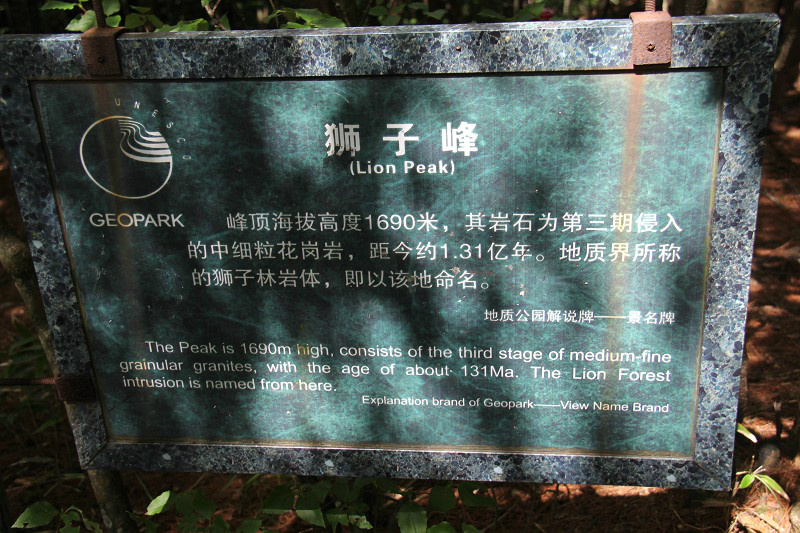 UNESCO
GEOPARK
狮子峰
(Lion Peak)
峰顶海拔高度1690米，其岩石为第三期侵入
的中细粒花岗岩，距今约1.31亿年。地质界所称
的狮子林岩体，即以该地命名。
地质公园解说牌——景名牌
The Peak is 1690m high, consists of the third stage of medium-fine
grainular granites, with the age of about 131Ma. The Lion Forest
intrusion is named from here.
Explanation brand of Geopark——View Name Brand